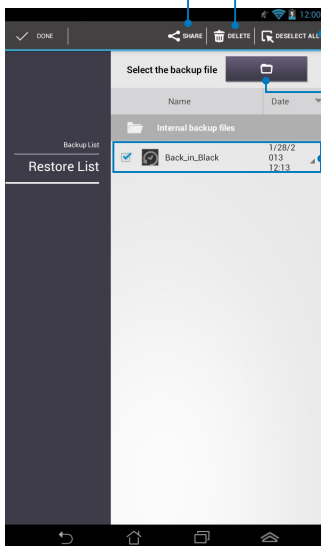 12:00
DONE
SHARE
DELETE
DESELECT ALL
Select the backup file
Name
Date
Internal backup files
Backup List
Restore List
Back_in_Black
1/28/2
013
12:13